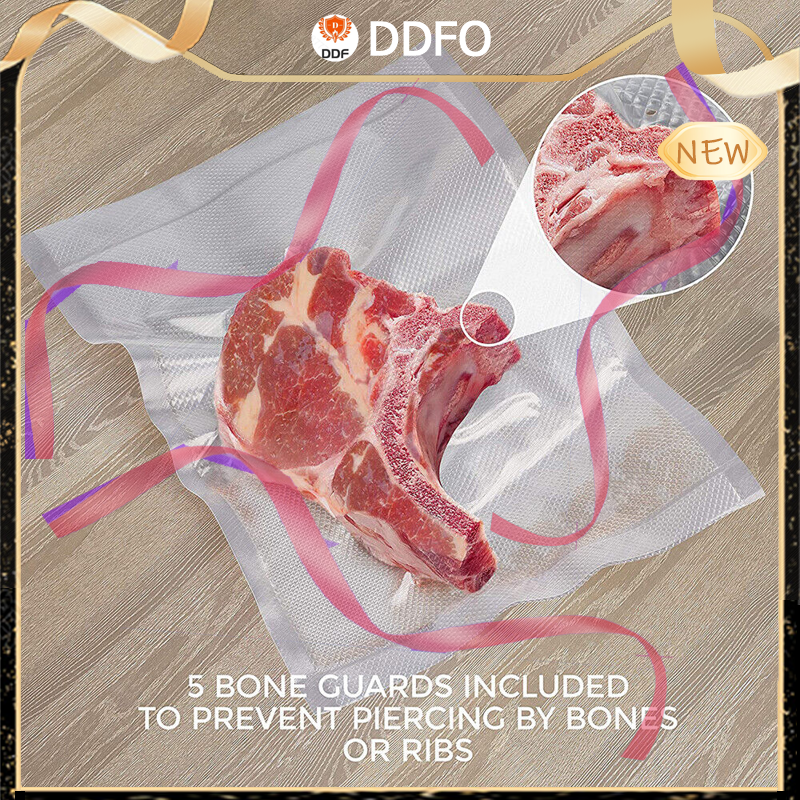 DDF
DDFO
NEW
5 BONE GUARDS INCLUDED
TO PREVENT PIERCING BY BONES
OR RIBS